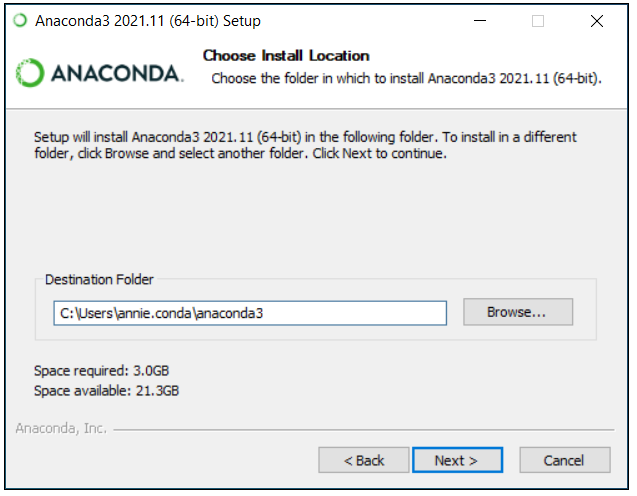 Anaconda3 2021.11 (64-bit) Setup
ANACONDA.
Choose Install Location
Choose the folder in which to install Anaconda3 2021.11 (64-bit).
Setup will install Anaconda3 2021.11 (64-bit) in the following folder. To install in a different
folder, click Browse and select another folder. Click Next to continue.
Destination Folder
C:\Users\annie.conda\anaconda3
Browse...
Space required: 3.0GB
Space available: 21.3GB
Anaconda, Inc.
< Back
Next >
Cancel